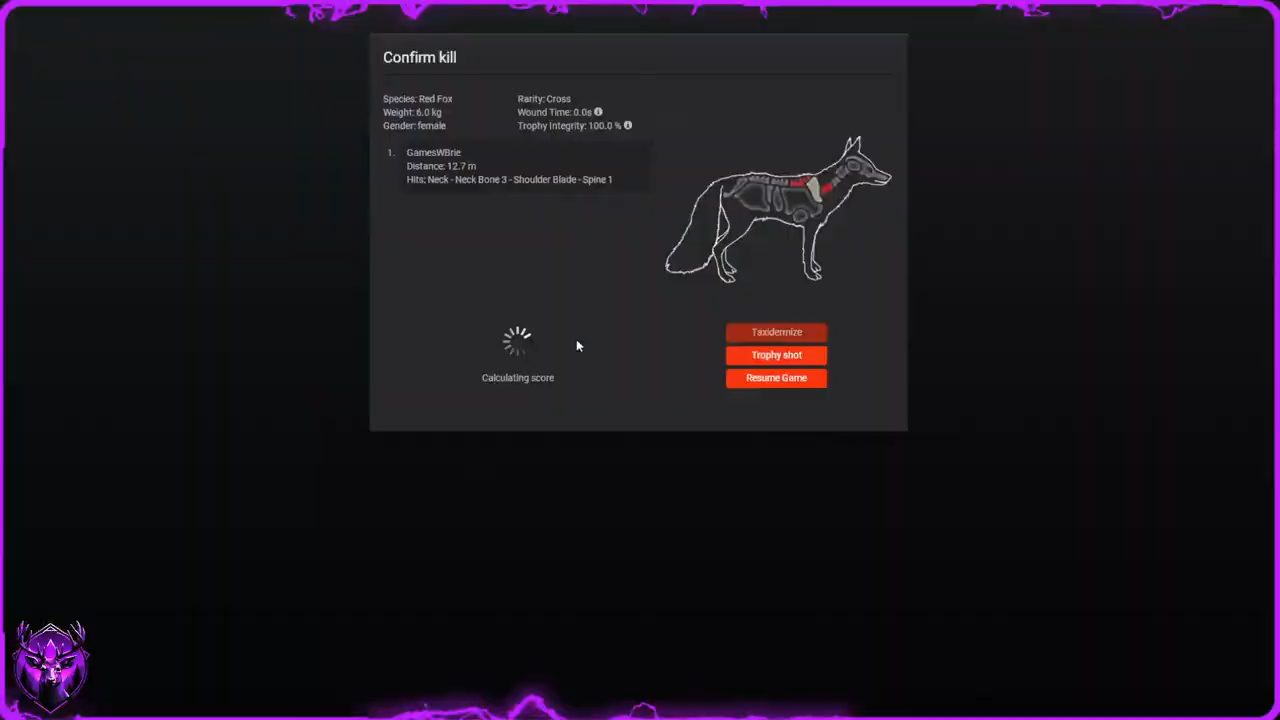 Confirm kill
Species: Red Fox
Rarity: Cross
Weight: 6.0 kg
Wound Time: 0.0s
Gender: female
Trophy Integrity: 100.0 %
1. GamesWBrie
Distance: 12.7 m
Hits: Neck - Neck Bone 3 - Shoulder Blade - Spine 1
Taxidermize
Trophy shot
Calculating score
Resume Game